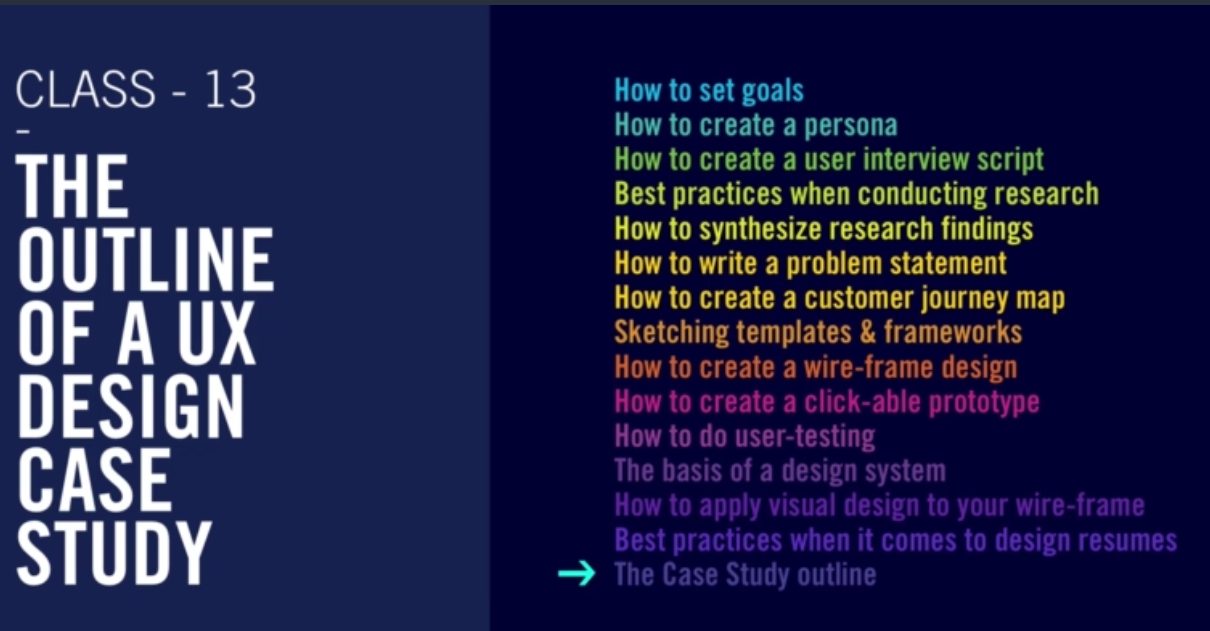 CLASS - 13
-
THE
OUTLINE
OF A UX
DESIGN
CASE
STUDY
How to set goals
How to create a persona
How to create a user interview script
Best practices when conducting research
How to synthesize research findings
How to write a problem statement
How to create a customer journey map
Sketching templates & frameworks
How to create a wire-frame design
How to create a click-able prototype
How to do user-testing
The basis of a design system
How to apply visual design to your wire-frame
Best practices when it comes to design resumes
→ The Case Study outline